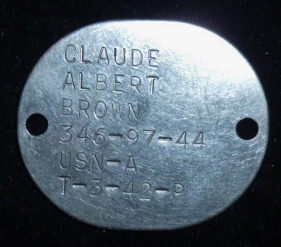 CLAUDE
ALBERT
BROWN
346-97-44
USN-A
T-3-42-P